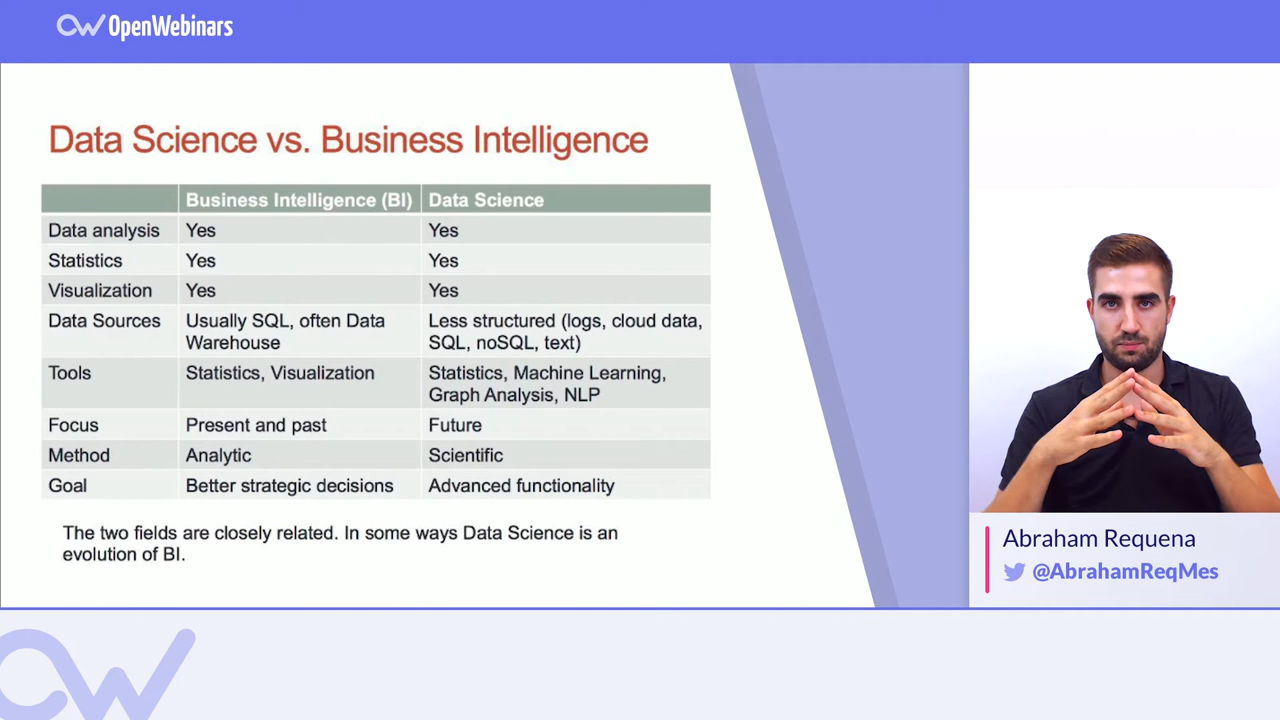 OpenWebinars
Data Science vs. Business Intelligence
Business Intelligence (BI) Data Science
Data analysis Yes Yes
Statistics Yes Yes
Visualization Yes Yes
Data Sources Usually SQL, often Data Less structured (logs, cloud data,
Warehouse SQL, noSQL, text)
Tools Statistics, Visualization Statistics, Machine Learning,
Graph Analysis, NLP
Focus Present and past Future
Method Analytic Scientific
Goal Better strategic decisions Advanced functionality
The two fields are closely related. In some ways Data Science is an
evolution of BI.
Abraham Requena
@AbrahamReqMes